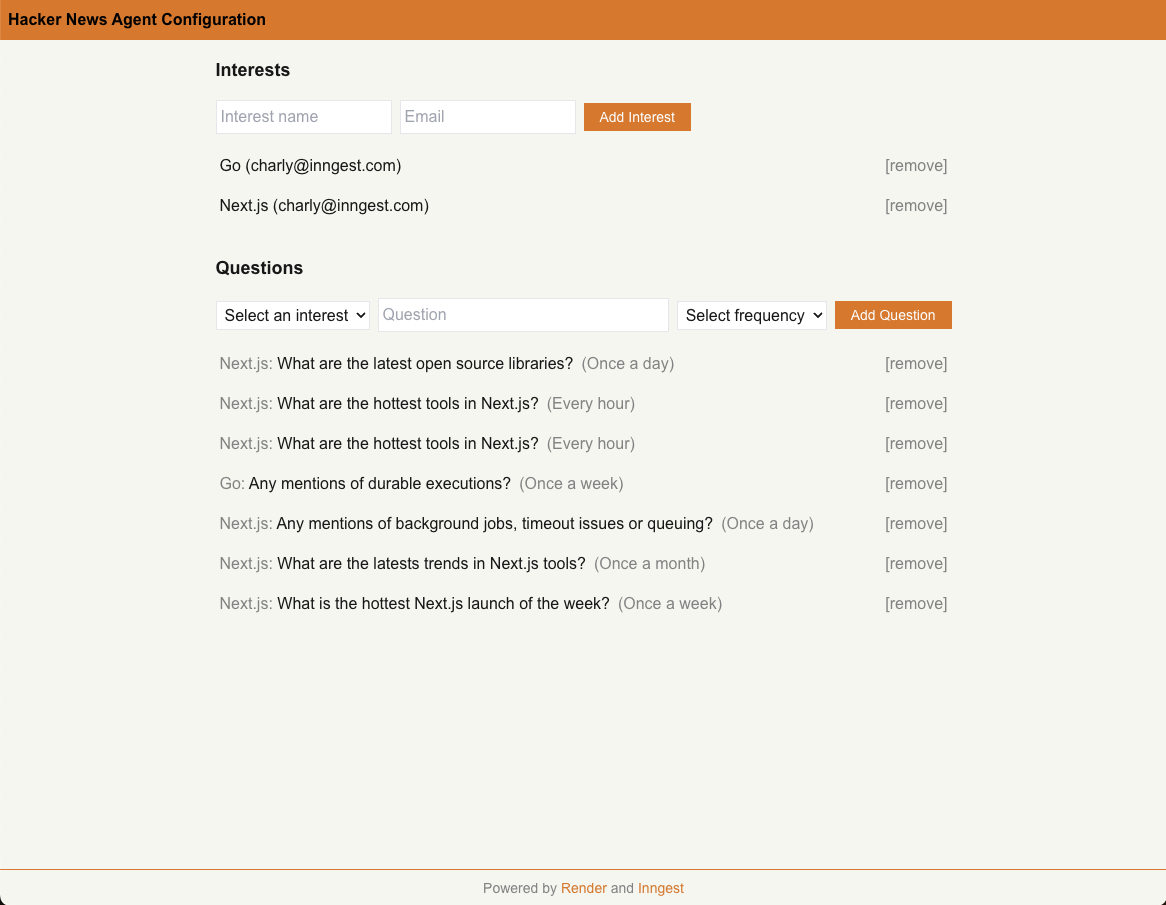 Hacker News Agent Configuration
Interests
Interest name Email Add Interest
Go (charly@inngest.com) [remove]
Next.js (charly@inngest.com) [remove]
Questions
Select an interest Question Select frequency Add Question
Next.js: What are the latest open source libraries? (Once a day) [remove]
Next.js: What are the hottest tools in Next.js? (Every hour) [remove]
Next.js: What are the hottest tools in Next.js? (Every hour) [remove]
Go: Any mentions of durable executions? (Once a week) [remove]
Next.js: Any mentions of background jobs, timeout issues or queuing? (Once a day) [remove]
Next.js: What are the latests trends in Next.js tools? (Once a month) [remove]
Next.js: What is the hottest Next.js launch of the week? (Once a week) [remove]
Powered by Render and Inngest